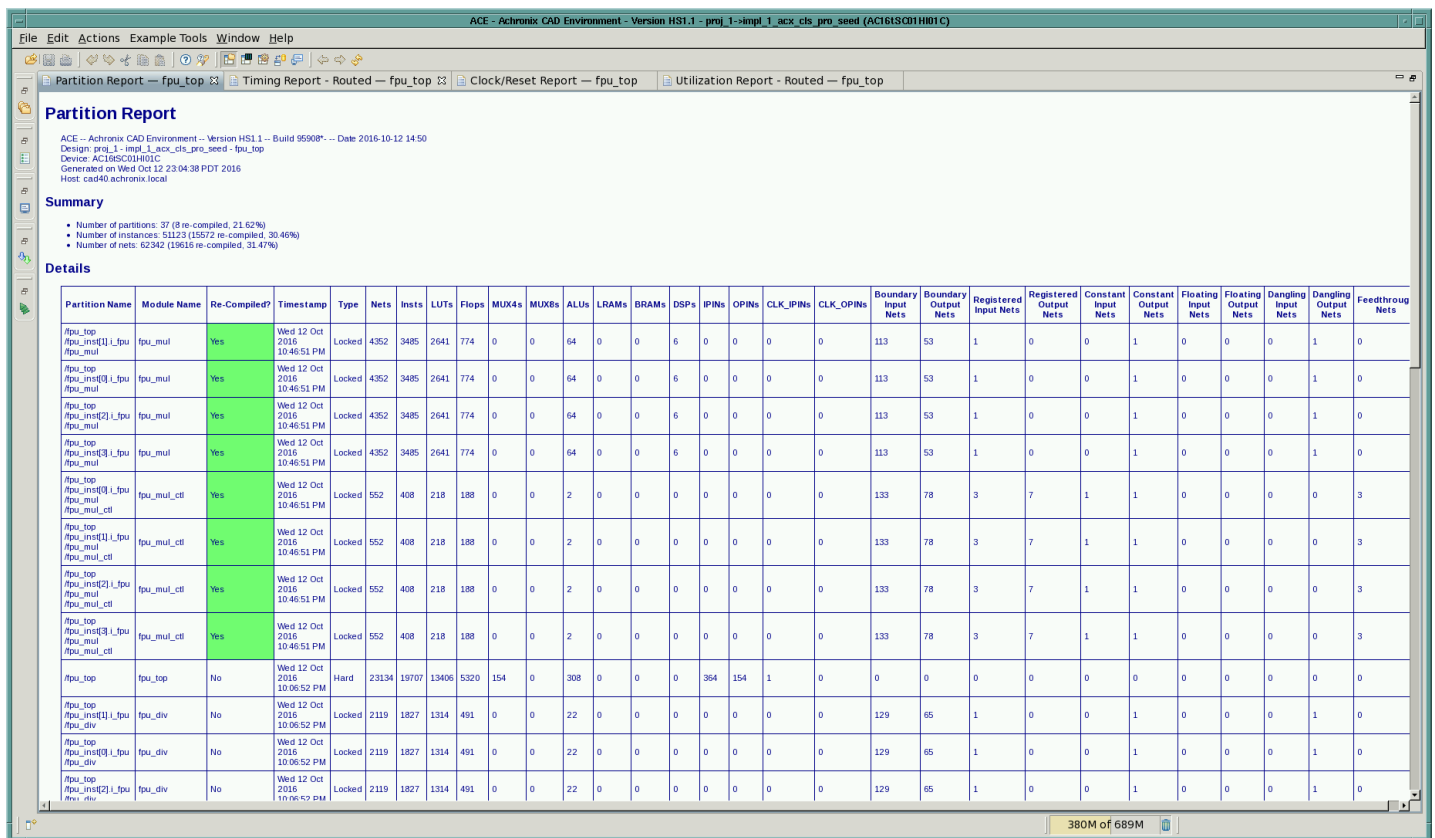 ACE - Achronix CAD Environment - Version HS1.1 - proj_1->impl_1_acx_cls_pro_seed (AC16tSC01HI01C)
File Edit Actions Example Tools Window Help
Partition Report — fpu_top Timing Report - Routed — fpu_top Clock/Reset Report — fpu_top Utilization Report - Routed — fpu_top
Partition Report
ACE -- Achronix CAD Environment -- Version HS1.1 -- Build 95908*- -- Date 2016-10-12 14:50
Design: proj_1 - impl_1_acx_cls_pro_seed - fpu_top
Device: AC16tSC01HI01C
Generated on Wed Oct 12 23:04:38 PDT 2016
Host: cad40.achronix.local
Summary
• Number of partitions: 37 (8 re-compiled, 21.62%)
• Number of instances: 51123 (15572 re-compiled, 30.46%)
• Number of nets: 62342 (19616 re-compiled, 31.47%)
Details
Partition Name Module Name Re-Compiled? Timestamp Type Nets Insts LUTs Flops MUX4s MUX8s ALUs LRAMs BRAMs DSPs IPINs OPINs CLK_IPINs CLK_OPINs Boundary Input Nets Boundary Output Nets Registered Input Nets Registered Output Nets Constant Input Nets Constant Output Nets Floating Input Nets Floating Output Nets Dangling Input Nets Dangling Output Nets Feedthroug Nets
/fpu_top /fpu_inst[1].i_fpu /fpu_mul fpu_mul Yes Wed 12 Oct 2016 10:46:51 PM Locked 4352 3485 2641 774 0 0 64 0 0 6 0 0 0 0 113 53 1 0 0 1 0 0 0 1 0
/fpu_top /fpu_inst[0].i_fpu /fpu_mul fpu_mul Yes Wed 12 Oct 2016 10:46:51 PM Locked 4352 3485 2641 774 0 0 64 0 0 6 0 0 0 0 113 53 1 0 0 1 0 0 0 1 0
/fpu_top /fpu_inst[2].i_fpu /fpu_mul fpu_mul Yes Wed 12 Oct 2016 10:46:51 PM Locked 4352 3485 2641 774 0 0 64 0 0 6 0 0 0 0 113 53 1 0 0 1 0 0 0 1 0
/fpu_top /fpu_inst[3].i_fpu /fpu_mul fpu_mul Yes Wed 12 Oct 2016 10:46:51 PM Locked 4352 3485 2641 774 0 0 64 0 0 6 0 0 0 0 113 53 1 0 0 1 0 0 0 1 0
/fpu_top /fpu_inst[0].i_fpu /fpu_mul /fpu_mul_ctl fpu_mul_ctl Yes Wed 12 Oct 2016 10:46:51 PM Locked 552 408 218 188 0 0 2 0 0 0 0 0 0 0 133 78 3 7 1 1 0 0 0 0 3
/fpu_top /fpu_inst[1].i_fpu /fpu_mul /fpu_mul_ctl fpu_mul_ctl Yes Wed 12 Oct 2016 10:46:51 PM Locked 552 408 218 188 0 0 2 0 0 0 0 0 0 0 133 78 3 7 1 1 0 0 0 0 3
/fpu_top /fpu_inst[2].i_fpu /fpu_mul /fpu_mul_ctl fpu_mul_ctl Yes Wed 12 Oct 2016 10:46:51 PM Locked 552 408 218 188 0 0 2 0 0 0 0 0 0 0 133 78 3 7 1 1 0 0 0 0 3
/fpu_top /fpu_inst[3].i_fpu /fpu_mul /fpu_mul_ctl fpu_mul_ctl Yes Wed 12 Oct 2016 10:46:51 PM Locked 552 408 218 188 0 0 2 0 0 0 0 0 0 0 133 78 3 7 1 1 0 0 0 0 3
/fpu_top fpu_top No Wed 12 Oct 2016 10:06:52 PM Hard 23134 19707 13406 5320 154 0 308 0 0 0 364 154 1 0 0 0 0 0 0 0 0 0 0 0 0
/fpu_top /fpu_inst[1].i_fpu /fpu_div fpu_div No Wed 12 Oct 2016 10:06:52 PM Locked 2119 1827 1314 491 0 0 22 0 0 0 0 0 0 0 129 65 1 0 0 1 0 0 0 1 0
/fpu_top /fpu_inst[0].i_fpu /fpu_div fpu_div No Wed 12 Oct 2016 10:06:52 PM Locked 2119 1827 1314 491 0 0 22 0 0 0 0 0 0 0 129 65 1 0 0 1 0 0 0 1 0
/fpu_top /fpu_inst[2].i_fpu /fpu_div fpu_div No Wed 12 Oct 2016 10:06:52 PM Locked 2119 1827 1314 491 0 0 22 0 0 0 0 0 0 0 129 65 1 0 0 1 0 0 0 1 0
380M of 689M